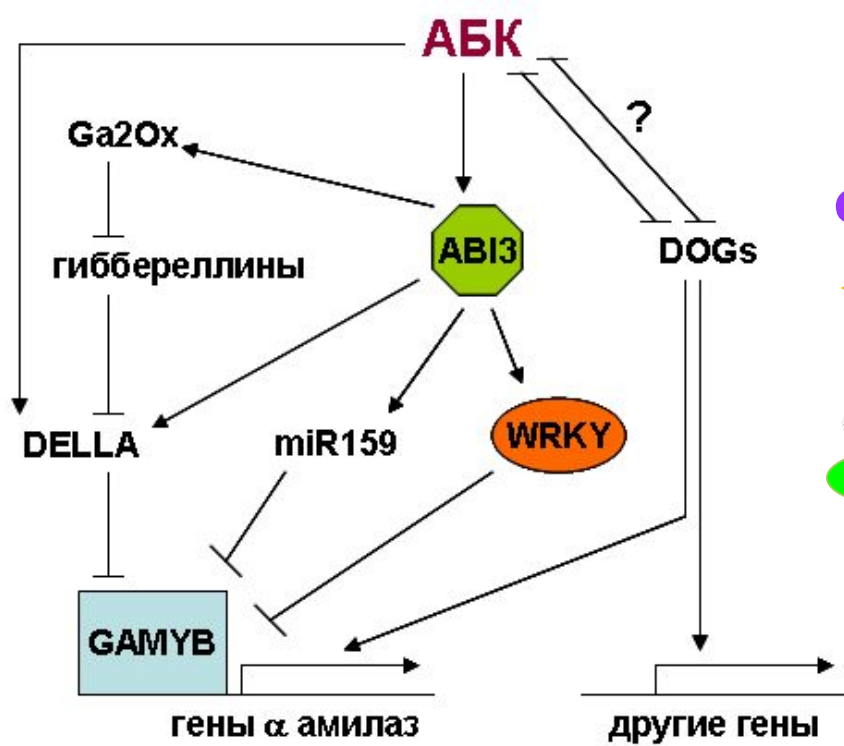 АБК
?
Ga2Ox
ABI3
DOGs
гиббереллины
DELLA
miR159
WRKY
GAMYB
гены α амилаз
другие гены